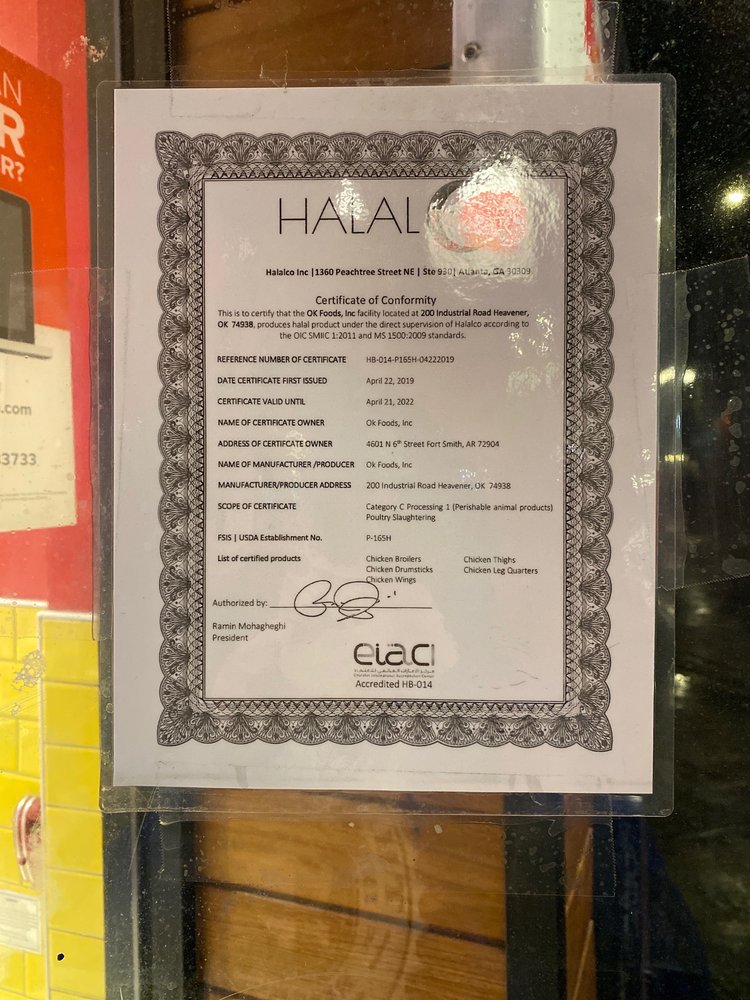 AN
R
R?
.com
3733
HALAL
Halalco Inc |1360 Peachtree Street NE | Ste 930| Atlanta, GA 30309
Certificate of Conformity
This is to certify that the OK Foods, Inc facility located at 200 Industrial Road Heavener,
OK 74938, produces halal product under the direct supervision of Halalco according to
the OIC SMIIC 1:2011 and MS 1500:2009 standards.
REFERENCE NUMBER OF CERTIFICATE HB-014-P165H-04222019
DATE CERTIFICATE FIRST ISSUED April 22, 2019
CERTIFICATE VALID UNTIL April 21, 2022
NAME OF CERTIFICATE OWNER Ok Foods, Inc
ADDRESS OF CERTIFCATE OWNER 4601 N 6th Street Fort Smith, AR 72904
NAME OF MANUFACTURER /PRODUCER Ok Foods, Inc
MANUFACTURER/PRODUCER ADDRESS 200 Industrial Road Heavener, OK 74938
SCOPE OF CERTIFICATE Category C Processing 1 (Perishable animal products)
Poultry Slaughtering
FSIS | USDA Establishment No. P-165H
List of certified products Chicken Broilers Chicken Thighs
Chicken Drumsticks Chicken Leg Quarters
Chicken Wings
Authorized by:
Ramin Mohagheghi
President
eiaci
Accredited HB-014